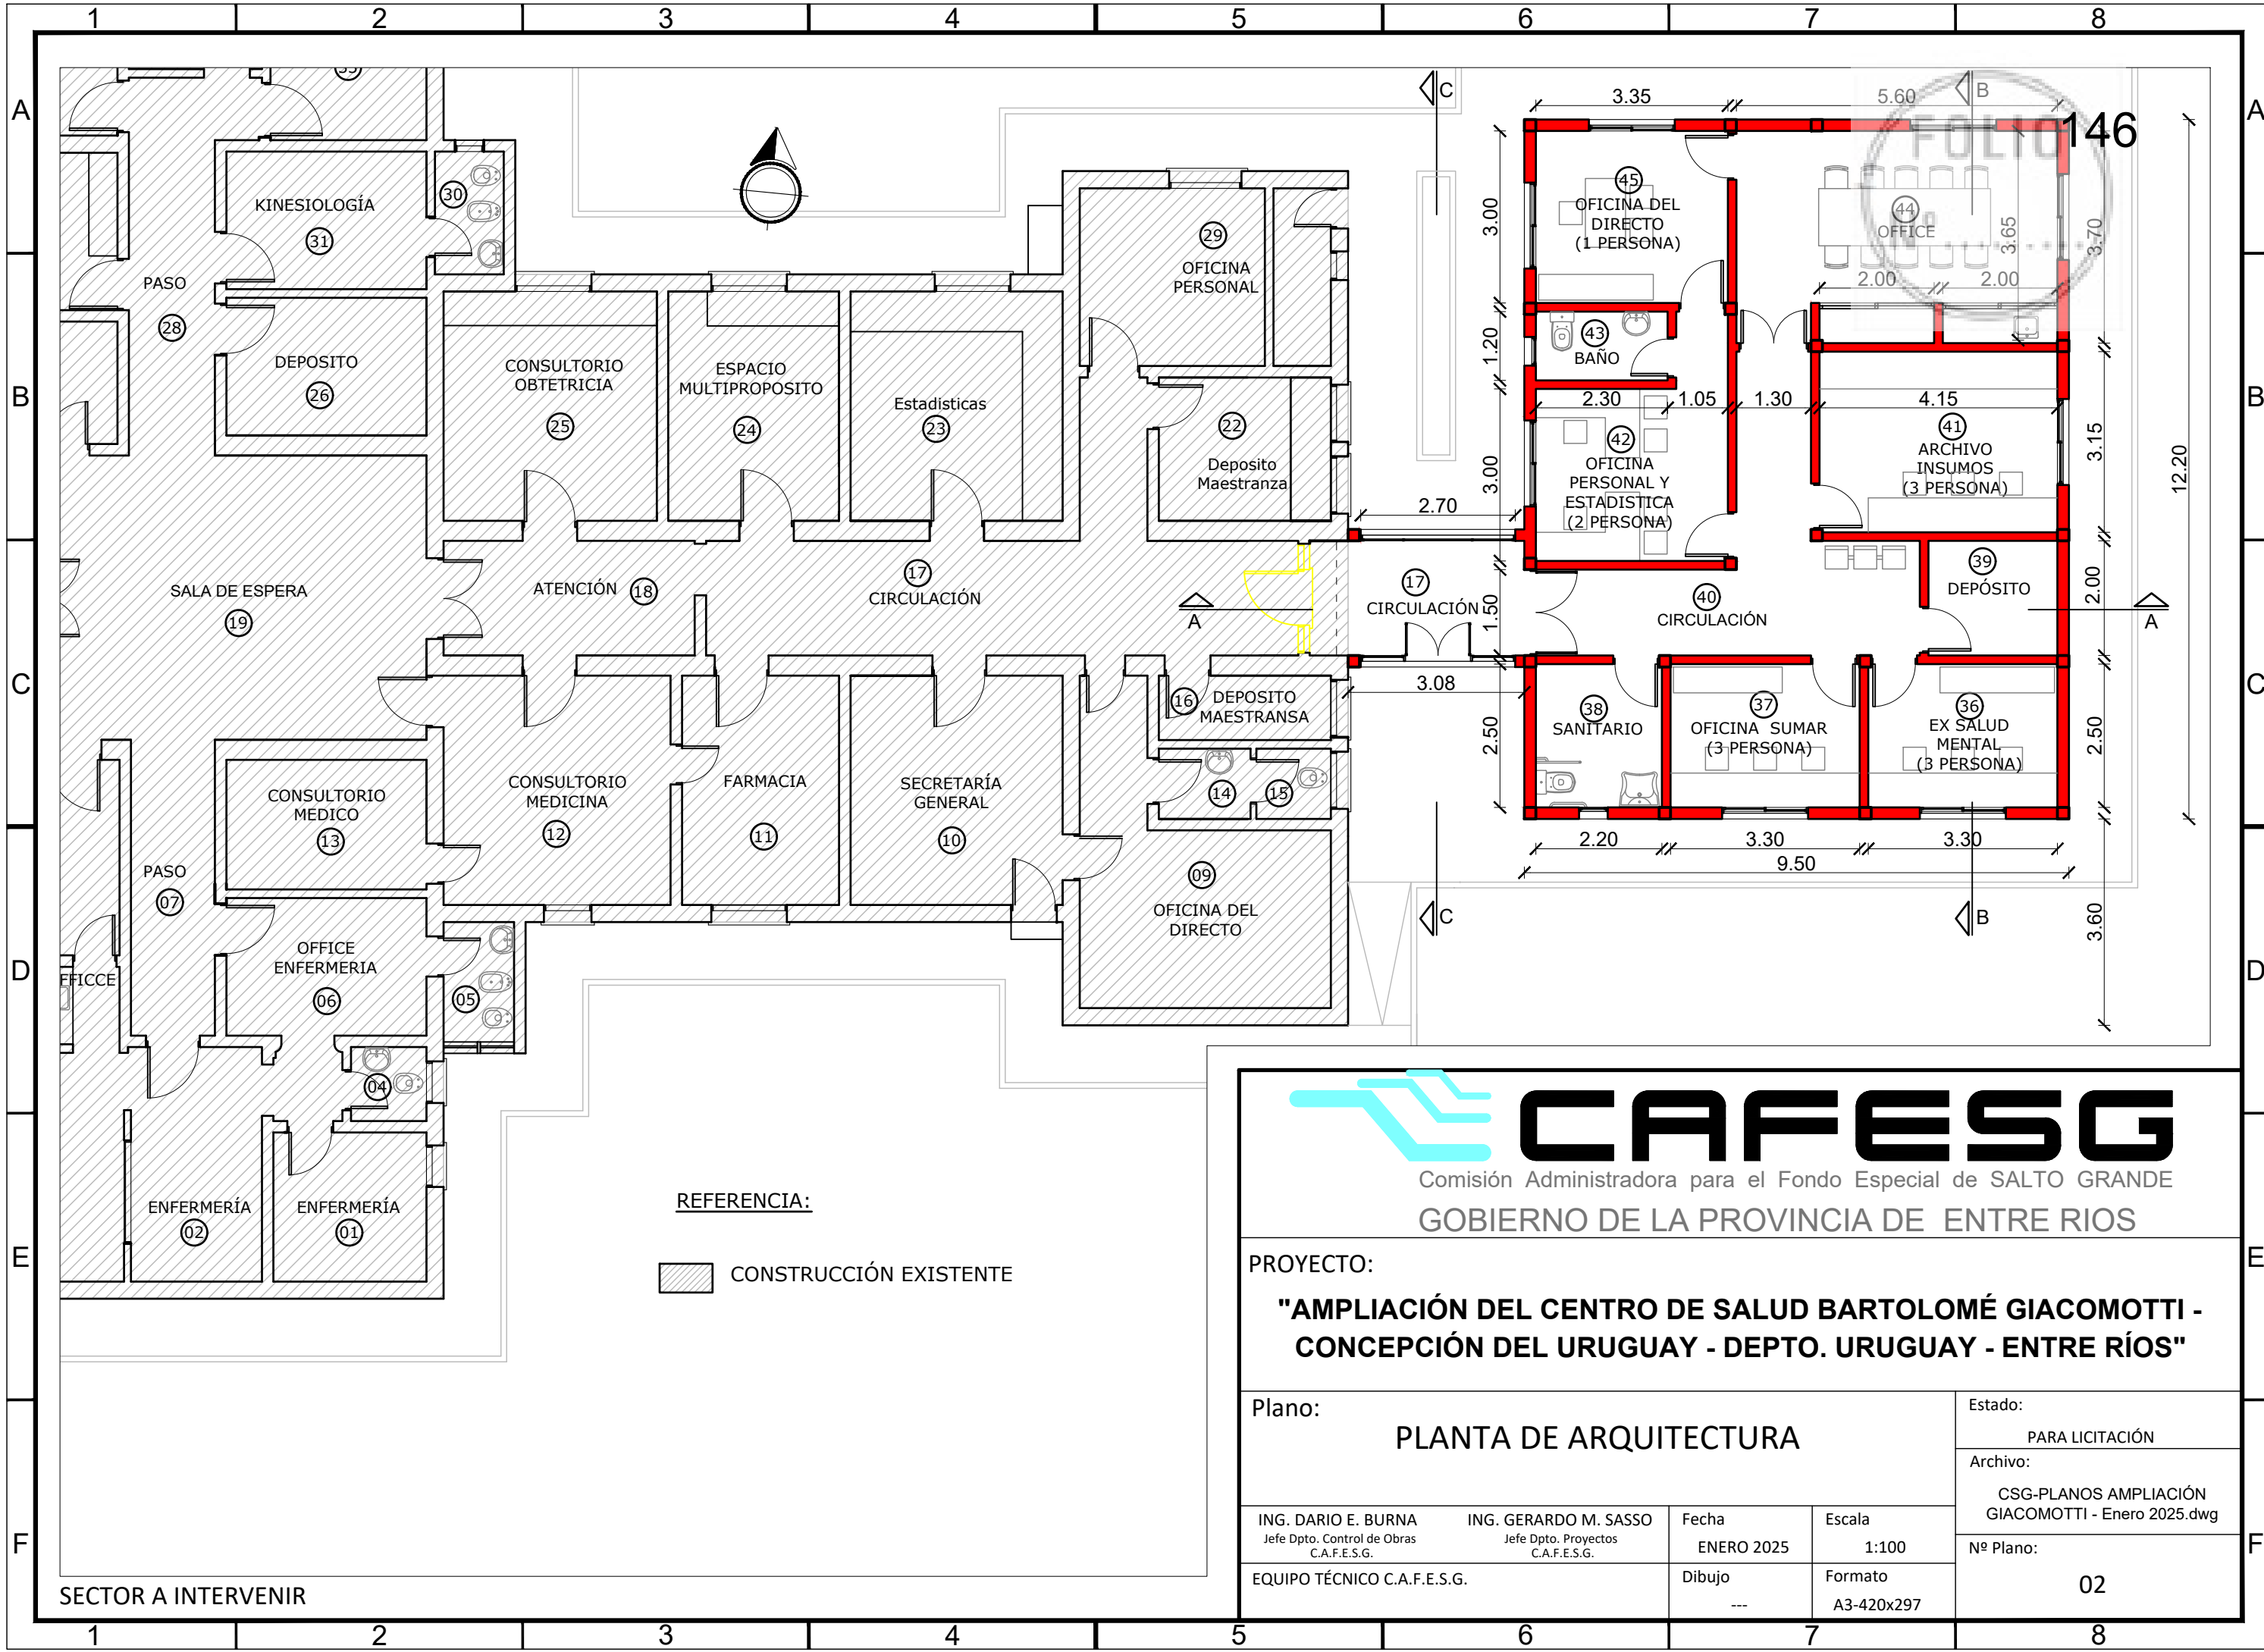 1 2 3 4 5 6 7 8
A
B
C
D
E
F
A
B
C
D
E
F
KINESIOLOGÍA
31
30
PASO
28
DEPOSITO
26
CONSULTORIO
OBTETRICIA
25
ESPACIO
MULTIPROPOSITO
24
Estadisticas
23
29
OFICINA
PERSONAL
22
Deposito
Maestranza
SALA DE ESPERA
19
ATENCIÓN 18
17
CIRCULACIÓN
A
17
CIRCULACIÓN
16 DEPOSITO
MAESTRANSA
14
15
CONSULTORIO
MEDICO
13
CONSULTORIO
MEDICINA
12
FARMACIA
11
SECRETARÍA
GENERAL
10
09
OFICINA DEL
DIRECTO
PASO
07
OFFICE
ENFERMERIA
06
05
FFICCE
04
ENFERMERÍA
02
ENFERMERÍA
01
C
B
3.35
5.60
146
FOLIO
Nº
45
OFICINA DEL
DIRECTO
(1 PERSONA)
44
OFFICE
3.00
3.65
3.70
2.00
2.00
43
BAÑO
1.20
2.30
1.05
1.30
4.15
42
OFICINA
PERSONAL Y
ESTADISTICA
(2 PERSONA)
41
ARCHIVO
INSUMOS
(3 PERSONA)
3.00
3.15
12.20
2.70
39
DEPÓSITO
2.00
40
CIRCULACIÓN
1.50
A
3.08
38
SANITARIO
37
OFICINA SUMAR
(3 PERSONA)
36
EX SALUD
MENTAL
(3 PERSONA)
2.50
2.50
2.20
3.30
3.30
9.50
3.60
C
B
REFERENCIA:
CONSTRUCCIÓN EXISTENTE
SECTOR A INTERVENIR
CAFESG
Comisión Administradora para el Fondo Especial de SALTO GRANDE
GOBIERNO DE LA PROVINCIA DE ENTRE RIOS
PROYECTO:
"AMPLIACIÓN DEL CENTRO DE SALUD BARTOLOMÉ GIACOMOTTI -
CONCEPCIÓN DEL URUGUAY - DEPTO. URUGUAY - ENTRE RÍOS"
Plano:
PLANTA DE ARQUITECTURA
Estado:
PARA LICITACIÓN
Archivo:
CSG-PLANOS AMPLIACIÓN
GIACOMOTTI - Enero 2025.dwg
ING. DARIO E. BURNA
Jefe Dpto. Control de Obras
C.A.F.E.S.G.
ING. GERARDO M. SASSO
Jefe Dpto. Proyectos
C.A.F.E.S.G.
Fecha
ENERO 2025
Escala
1:100
Nº Plano:
02
EQUIPO TÉCNICO C.A.F.E.S.G.
Dibujo
---
Formato
A3-420x297
1 2 3 4 5 6 7 8